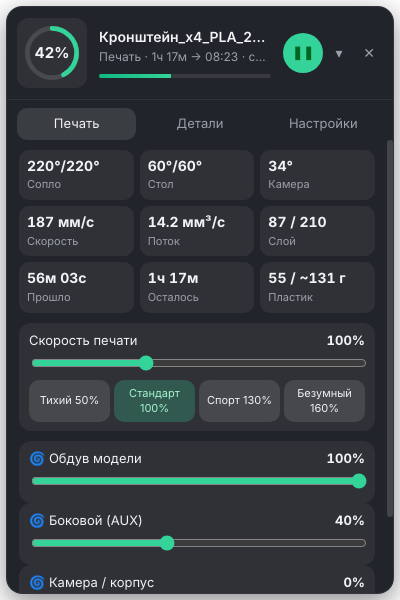 42%
Кронштейн_x4_PLA_2...
Печать · 1ч 17м → 08:23 · с...
Печать
Детали
Настройки
220°/220°
60°/60°
34°
Сопло
Стол
Камера
187 мм/с
14.2 мм³/с
87 / 210
Скорость
Поток
Слой
56м 03с
1ч 17м
55 / ~131 г
Прошло
Осталось
Пластик
Скорость печати
100%
Тихий 50%
Стандарт
100%
Спорт 130%
Безумный
160%
Обдув модели
100%
Боковой (AUX)
40%
Камера / корпус
0%